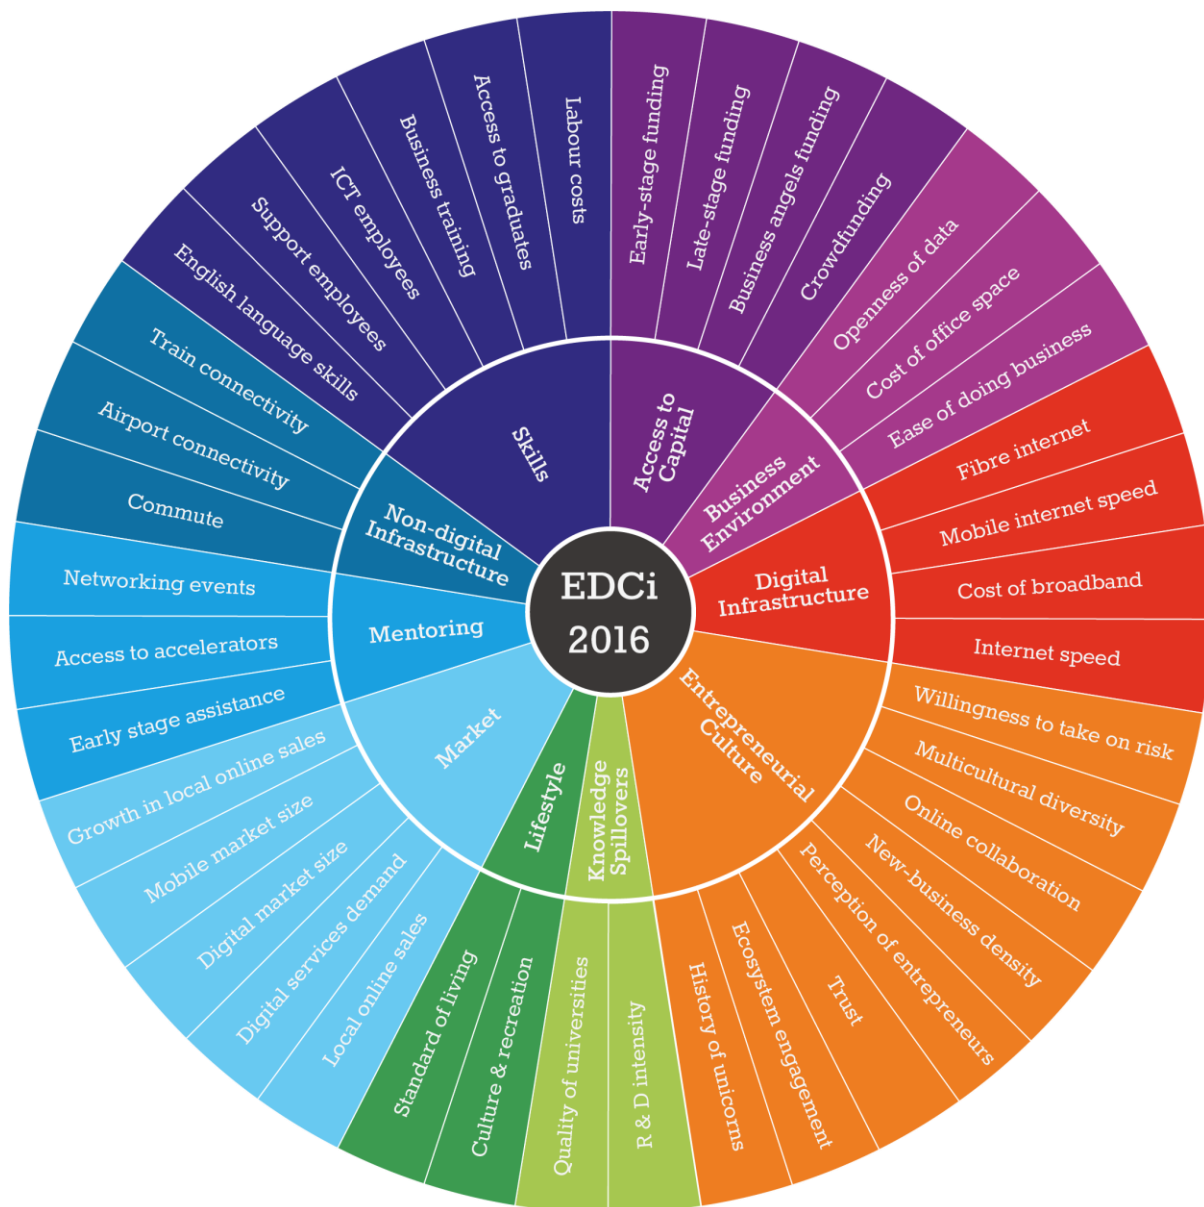 EDCi
2016
Access to
Capital
Early-stage funding
Late-stage funding
Business angels funding
Crowdfunding
Business
Environment
Openness of data
Cost of office space
Ease of doing business
Digital
Infrastructure
Fibre internet
Mobile internet speed
Cost of broadband
Internet speed
Entrepreneurial
Culture
Willingness to take on risk
Multicultural diversity
Online collaboration
New-business density
Perception of entrepreneurs
Trust
Ecosystem engagement
History of unicorns
Knowledge
Spillovers
R & D intensity
Quality of universities
Lifestyle
Culture & recreation
Standard of living
Market
Local online sales
Digital services demand
Digital market size
Mobile market size
Growth in local online sales
Mentoring
Early stage assistance
Access to accelerators
Networking events
Non-digital
Infrastructure
Commute
Airport connectivity
Train connectivity
Skills
English language skills
Support employees
ICT employees
Business training
Access to graduates
Labour costs